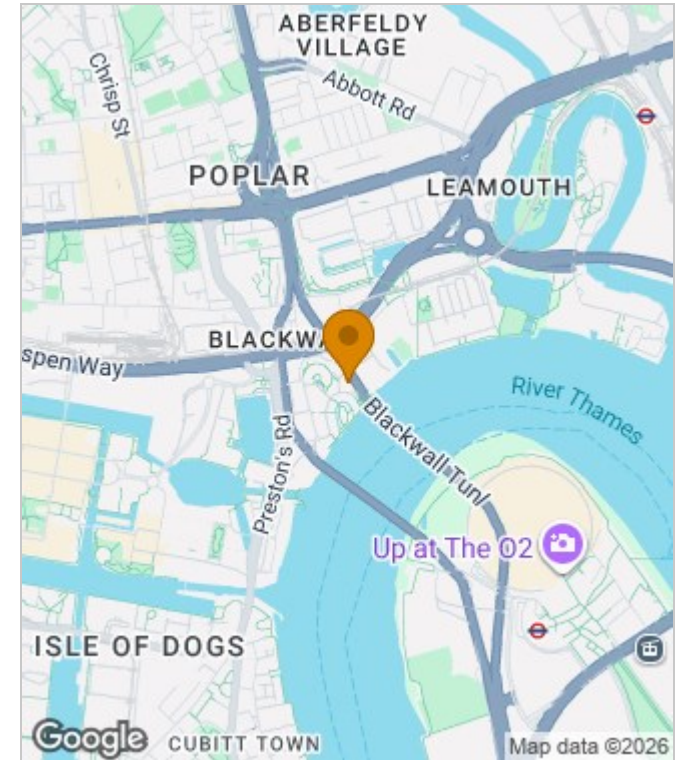 ABERFELDY
VILLAGE
Chrisp St
Abbott Rd
POPLAR
LEAMOUTH
BLACKWA
spen Way
River Thames
Preston's Rd
Blackwall Tunl
Up at The O2
ISLE OF DOGS
Google
CUBITT TOWN
Map data ©2026